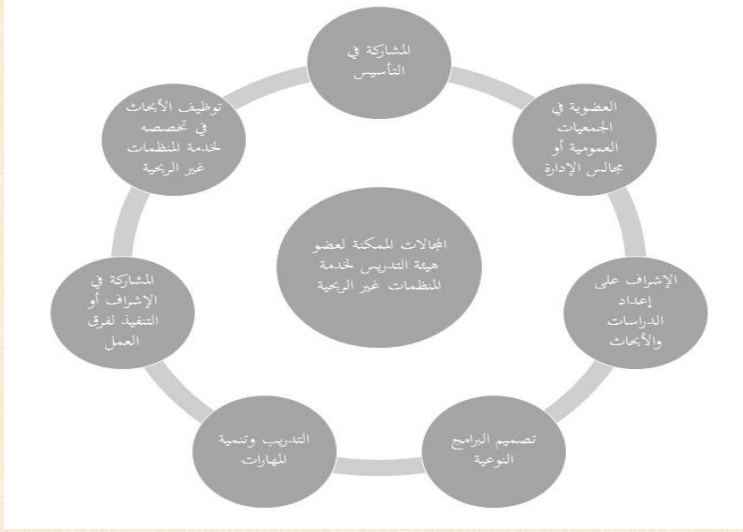 المشاركة في
التأسيس
العضوية في
الجمعيات
العمومية أو
مجالس الإدارة
الإشراف على
إعداد
الدراسات
والأبحاث
تصميم البرامج
النوعية
التدريب وتنمية
المهارات
المشاركة في
الإشراف أو
التنفيذ لفرق
العمل
توظيف الأبحاث
في تخصصه
لخدمة المنظمات
غير الربحية
المجالات الممكنة لعضو
هيئة التدريس لخدمة
المنظمات غير الربحية